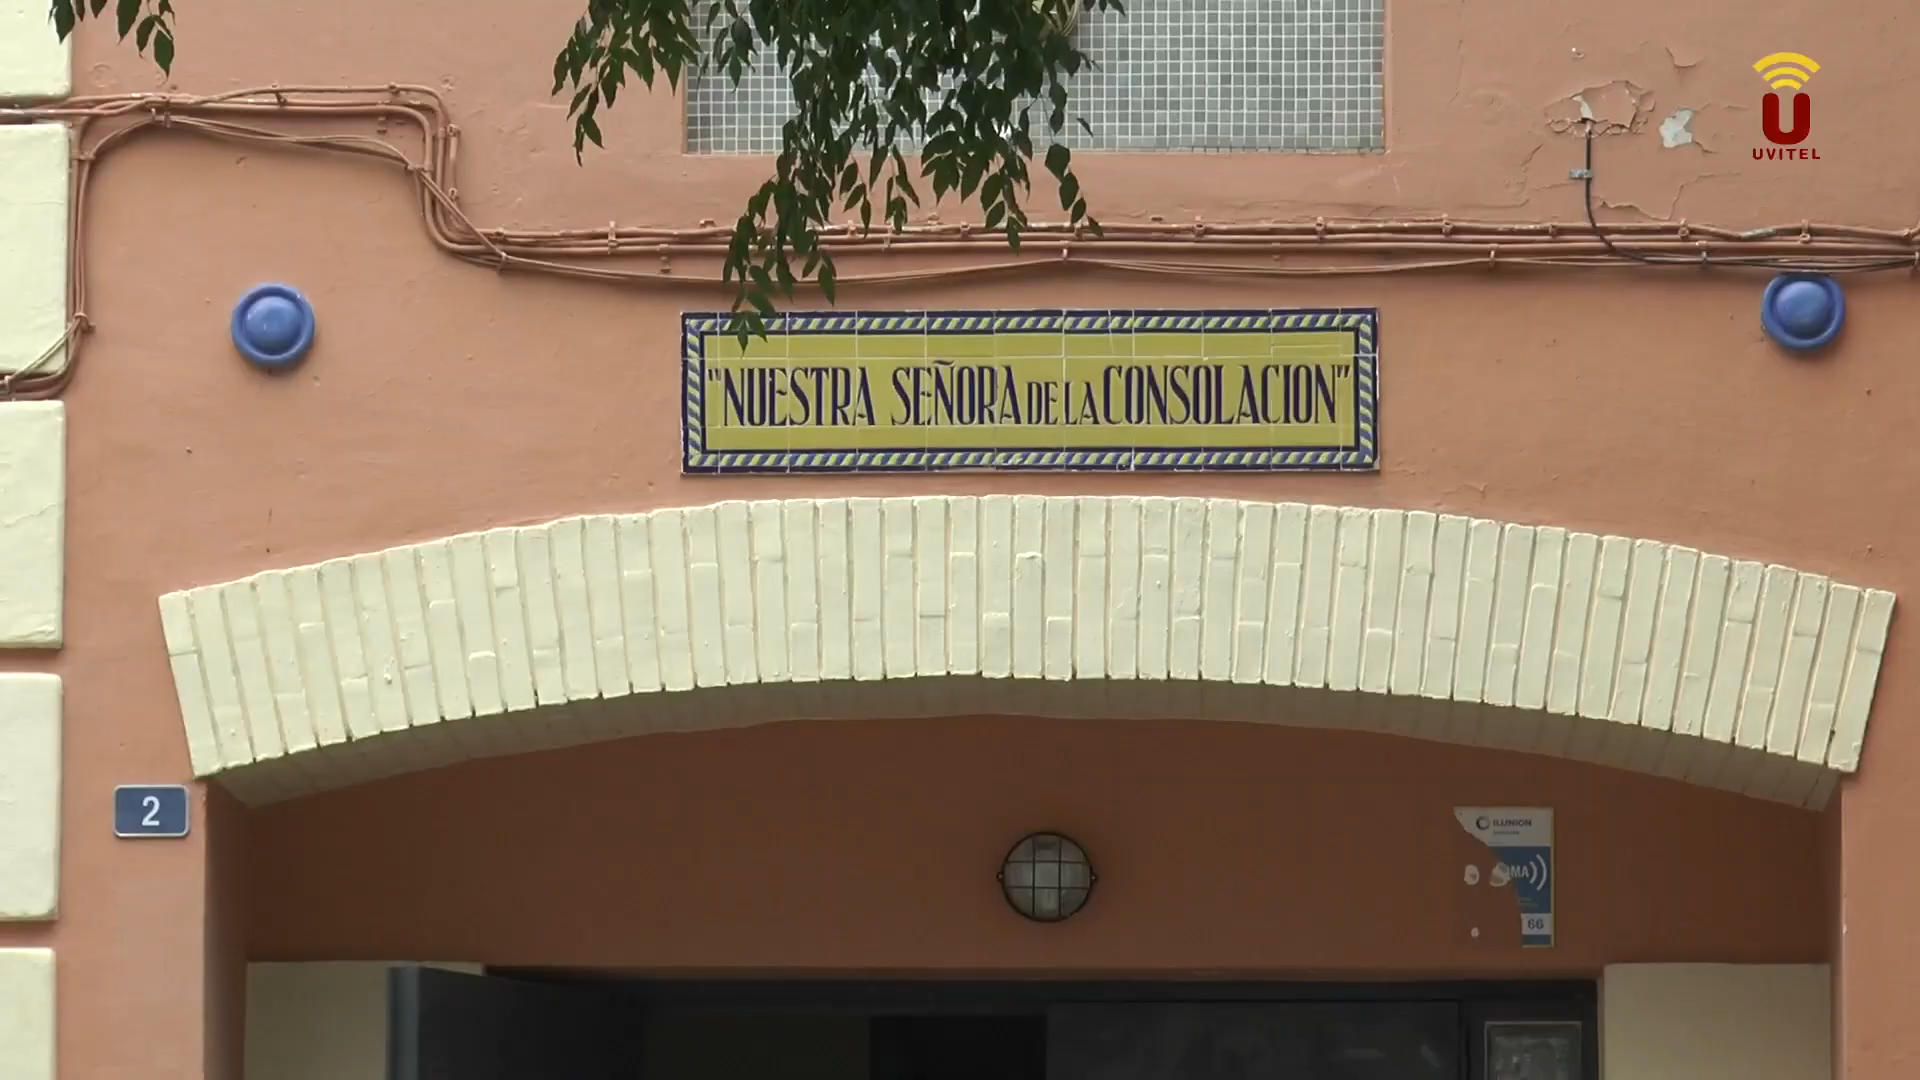 UVITEL
"NUESTRA SEÑORA DE LA CONSOLACION"
2
ILUNION
66